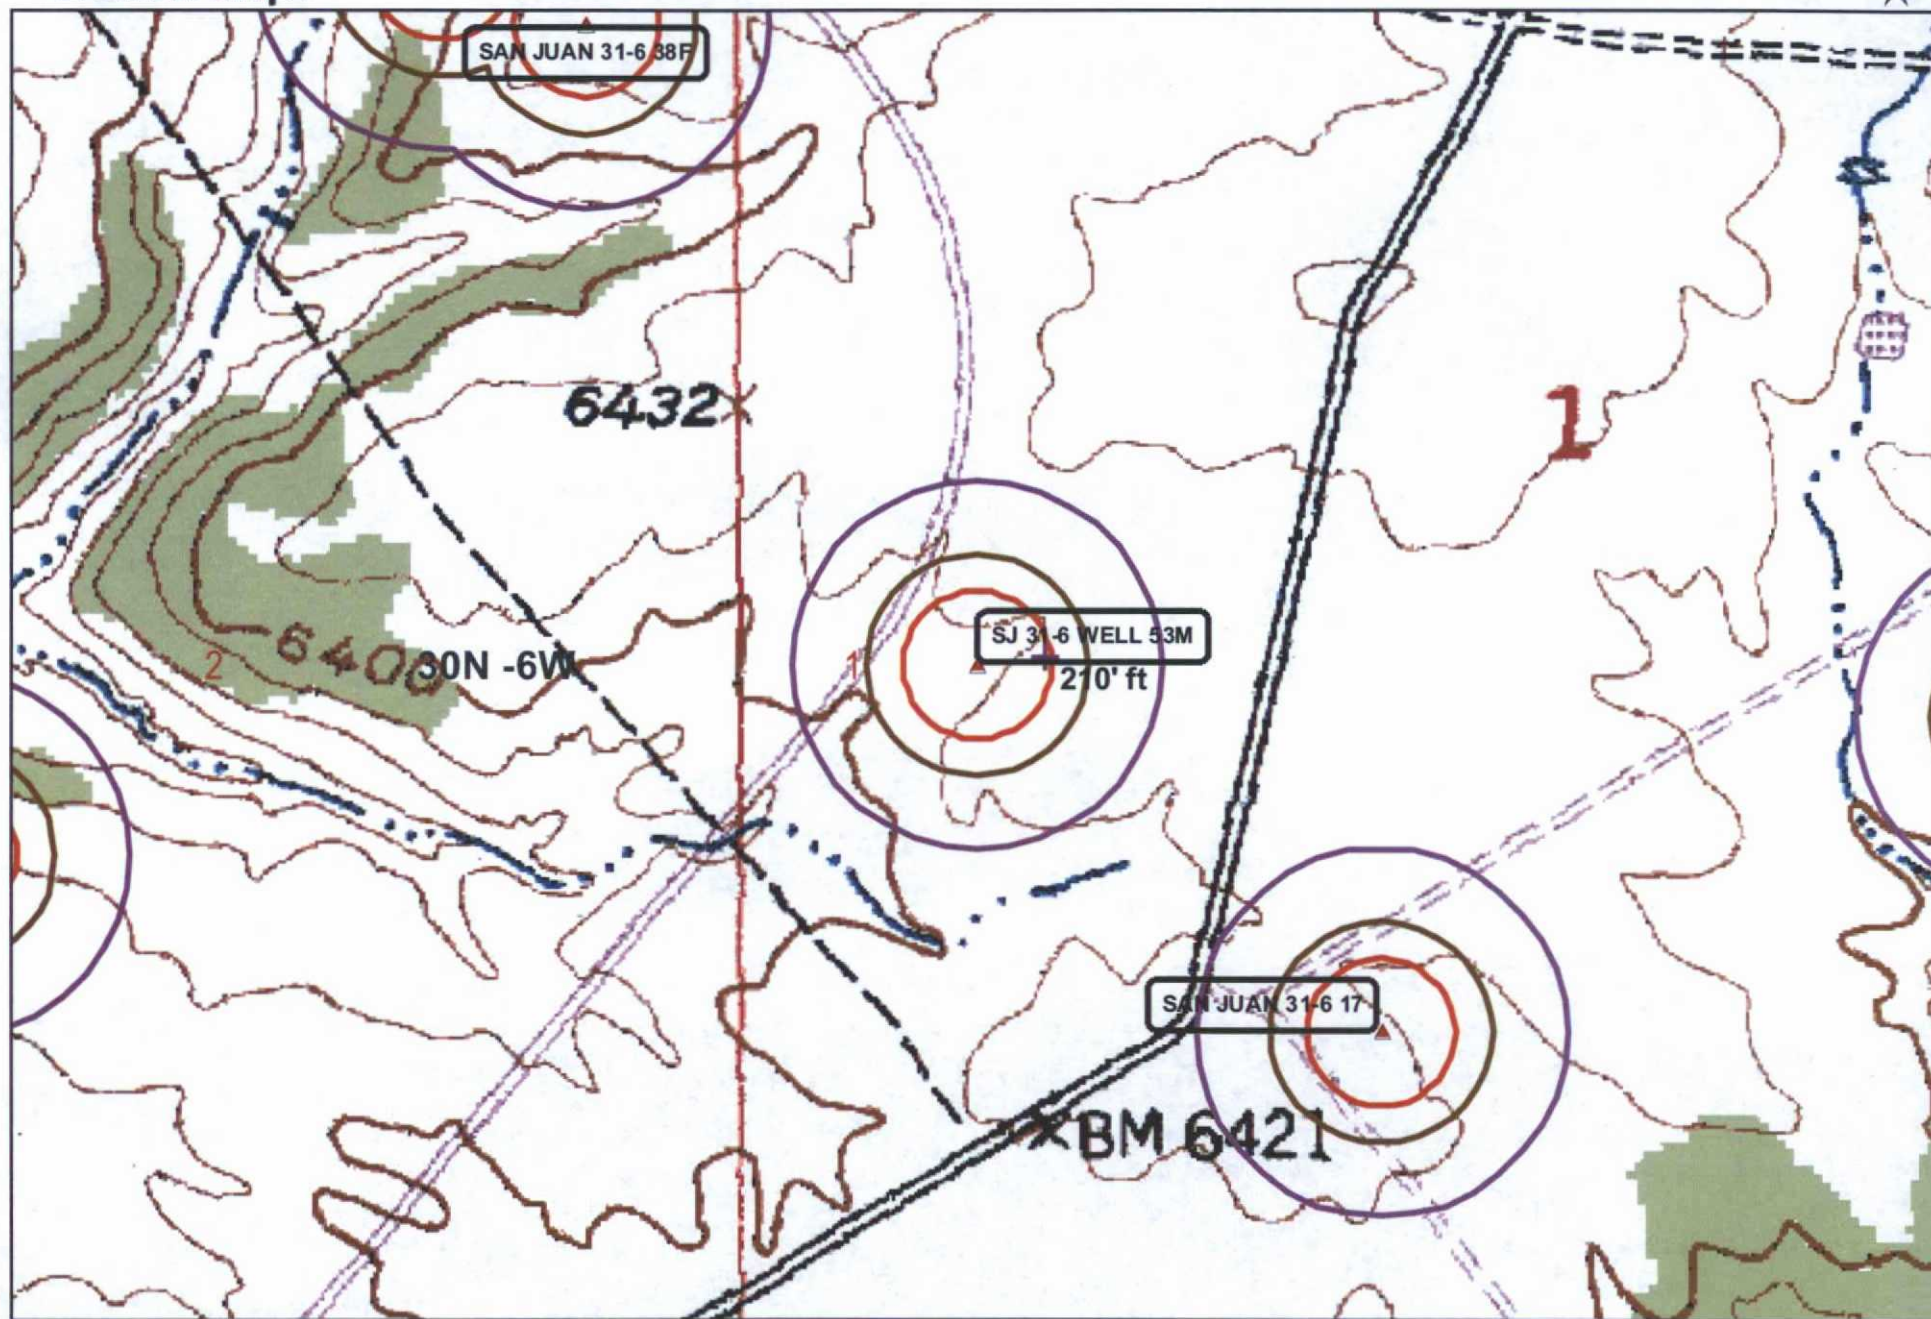 SAN JUAN 31-6 38F
6432
1
SJ 31-6 WELL 53M
2
6400
30N -6W
1
210' ft
SAN JUAN 31-6 17
BM 6421